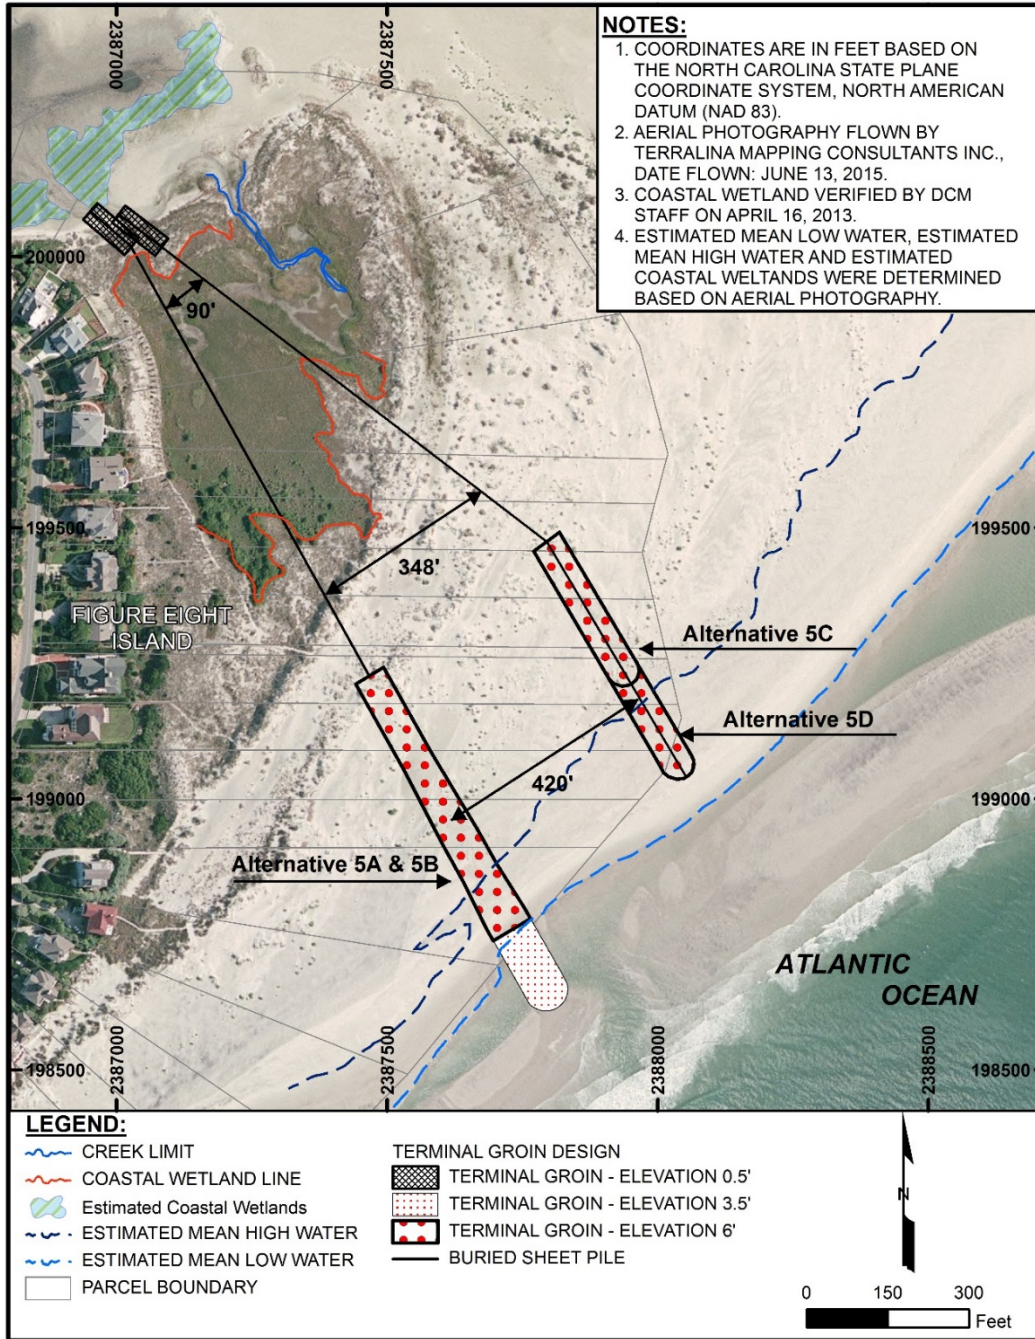 2387000
2387500
NOTES:
1. COORDINATES ARE IN FEET BASED ON
THE NORTH CAROLINA STATE PLANE
COORDINATE SYSTEM, NORTH AMERICAN
DATUM (NAD 83).
2. AERIAL PHOTOGRAPHY FLOWN BY
TERRALINA MAPPING CONSULTANTS INC.,
DATE FLOWN: JUNE 13, 2015.
3. COASTAL WETLAND VERIFIED BY DCM
STAFF ON APRIL 16, 2013.
4. ESTIMATED MEAN LOW WATER, ESTIMATED
MEAN HIGH WATER AND ESTIMATED
COASTAL WELTANDS WERE DETERMINED
BASED ON AERIAL PHOTOGRAPHY.
200000
90'
199500
199500
348'
FIGURE EIGHT
ISLAND
Alternative 5C
Alternative 5D
420'
199000
199000
Alternative 5A & 5B
ATLANTIC
OCEAN
198500
198500
2387000
2387500
2388000
2388500
LEGEND:
CREEK LIMIT
COASTAL WETLAND LINE
Estimated Coastal Wetlands
ESTIMATED MEAN HIGH WATER
ESTIMATED MEAN LOW WATER
PARCEL BOUNDARY
TERMINAL GROIN DESIGN
TERMINAL GROIN - ELEVATION 0.5'
TERMINAL GROIN - ELEVATION 3.5'
TERMINAL GROIN - ELEVATION 6'
BURIED SHEET PILE
N
0 150 300
Feet